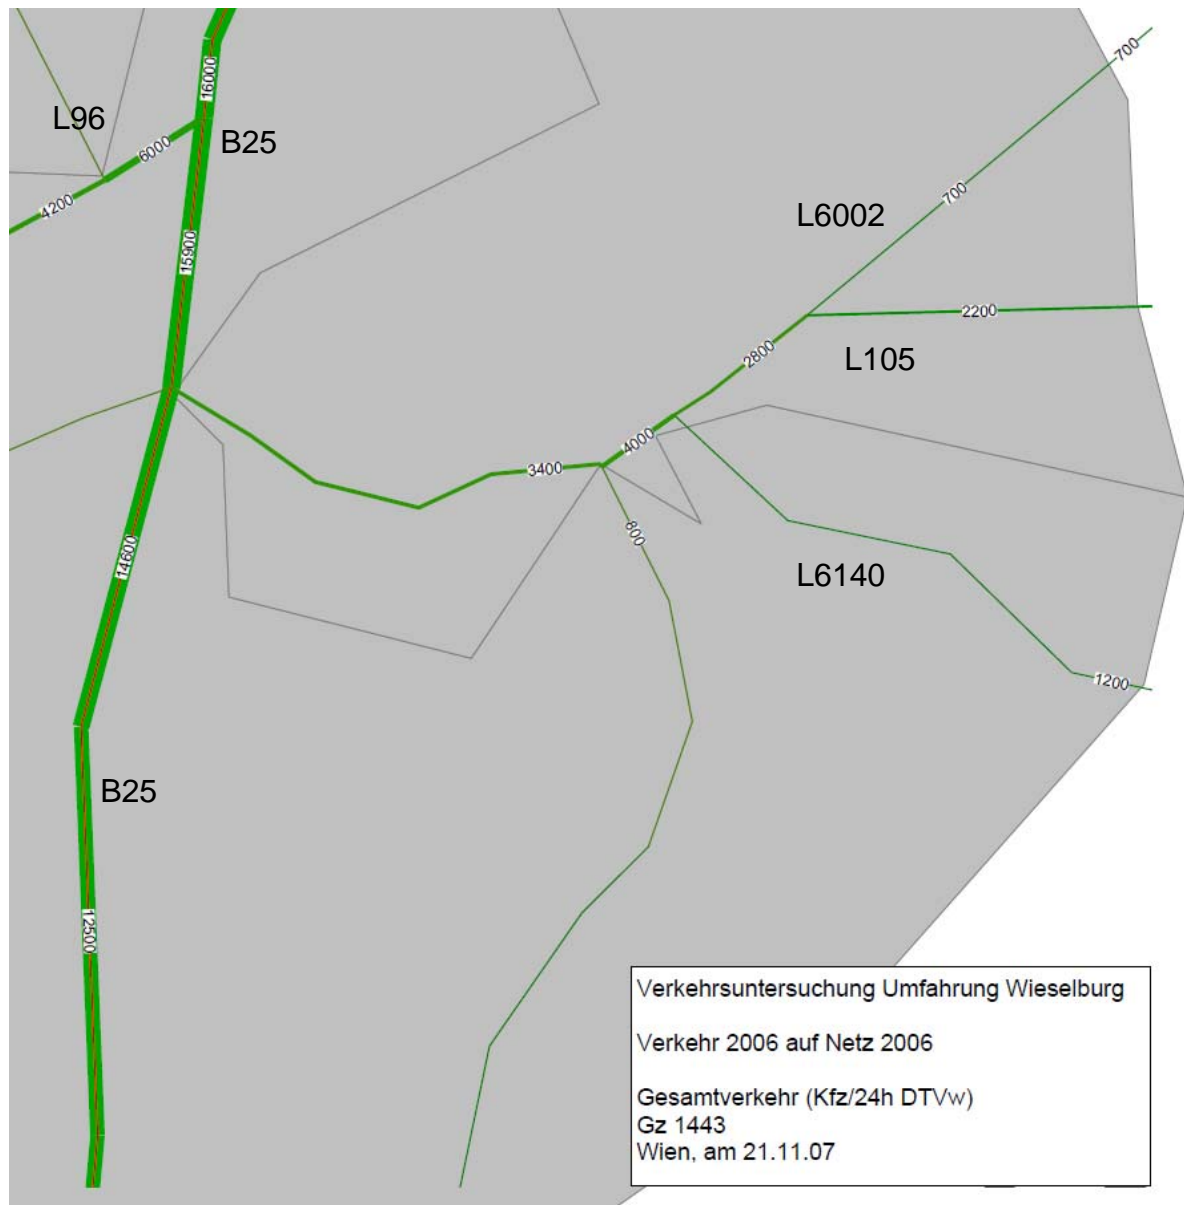 700
16000
L96
B25
6000
700
4200
L6002
15900
2200
2800
L105
4000
3400
800
14600
L6140
1200
B25
12500
Verkehrsuntersuchung Umfahrung Wieselburg
Verkehr 2006 auf Netz 2006
Gesamtverkehr (Kfz/24h DTVw)
Gz 1443
Wien, am 21.11.07